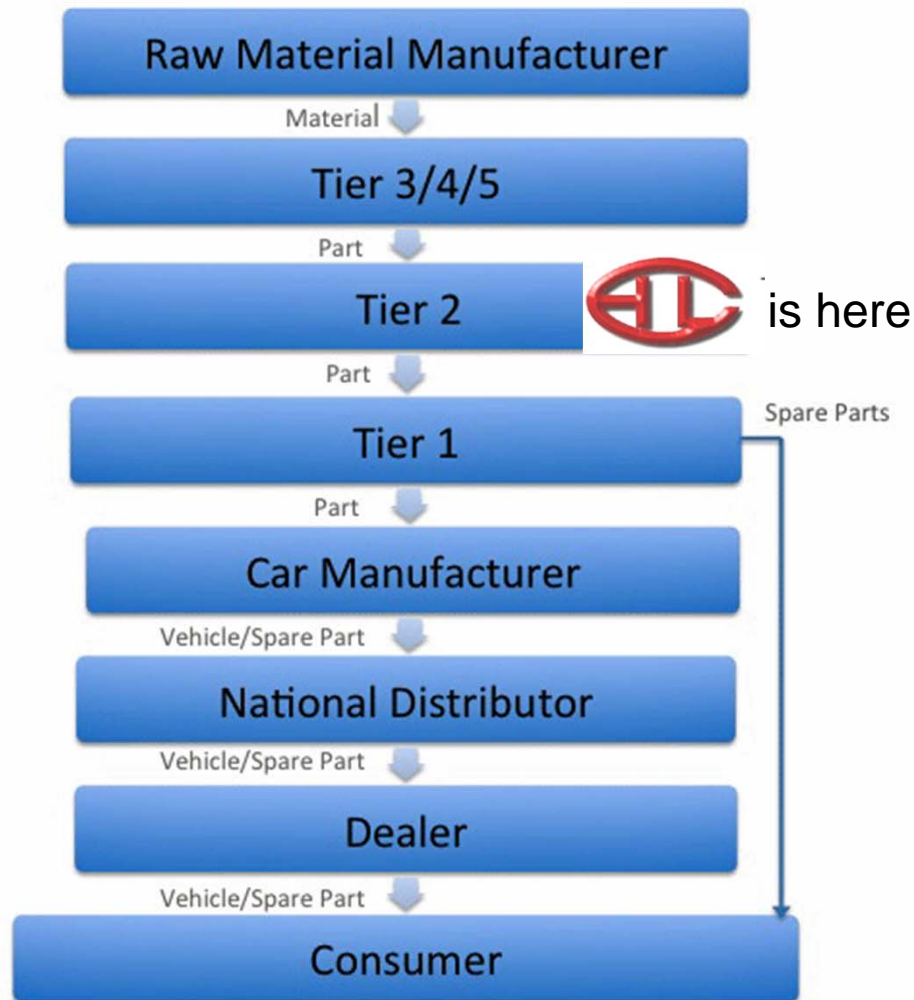 Raw Material Manufacturer
Material
Tier 3/4/5
Part
Tier 2
is here
Part
Tier 1
Spare Parts
Part
Car Manufacturer
Vehicle/Spare Part
National Distributor
Vehicle/Spare Part
Dealer
Vehicle/Spare Part
Consumer